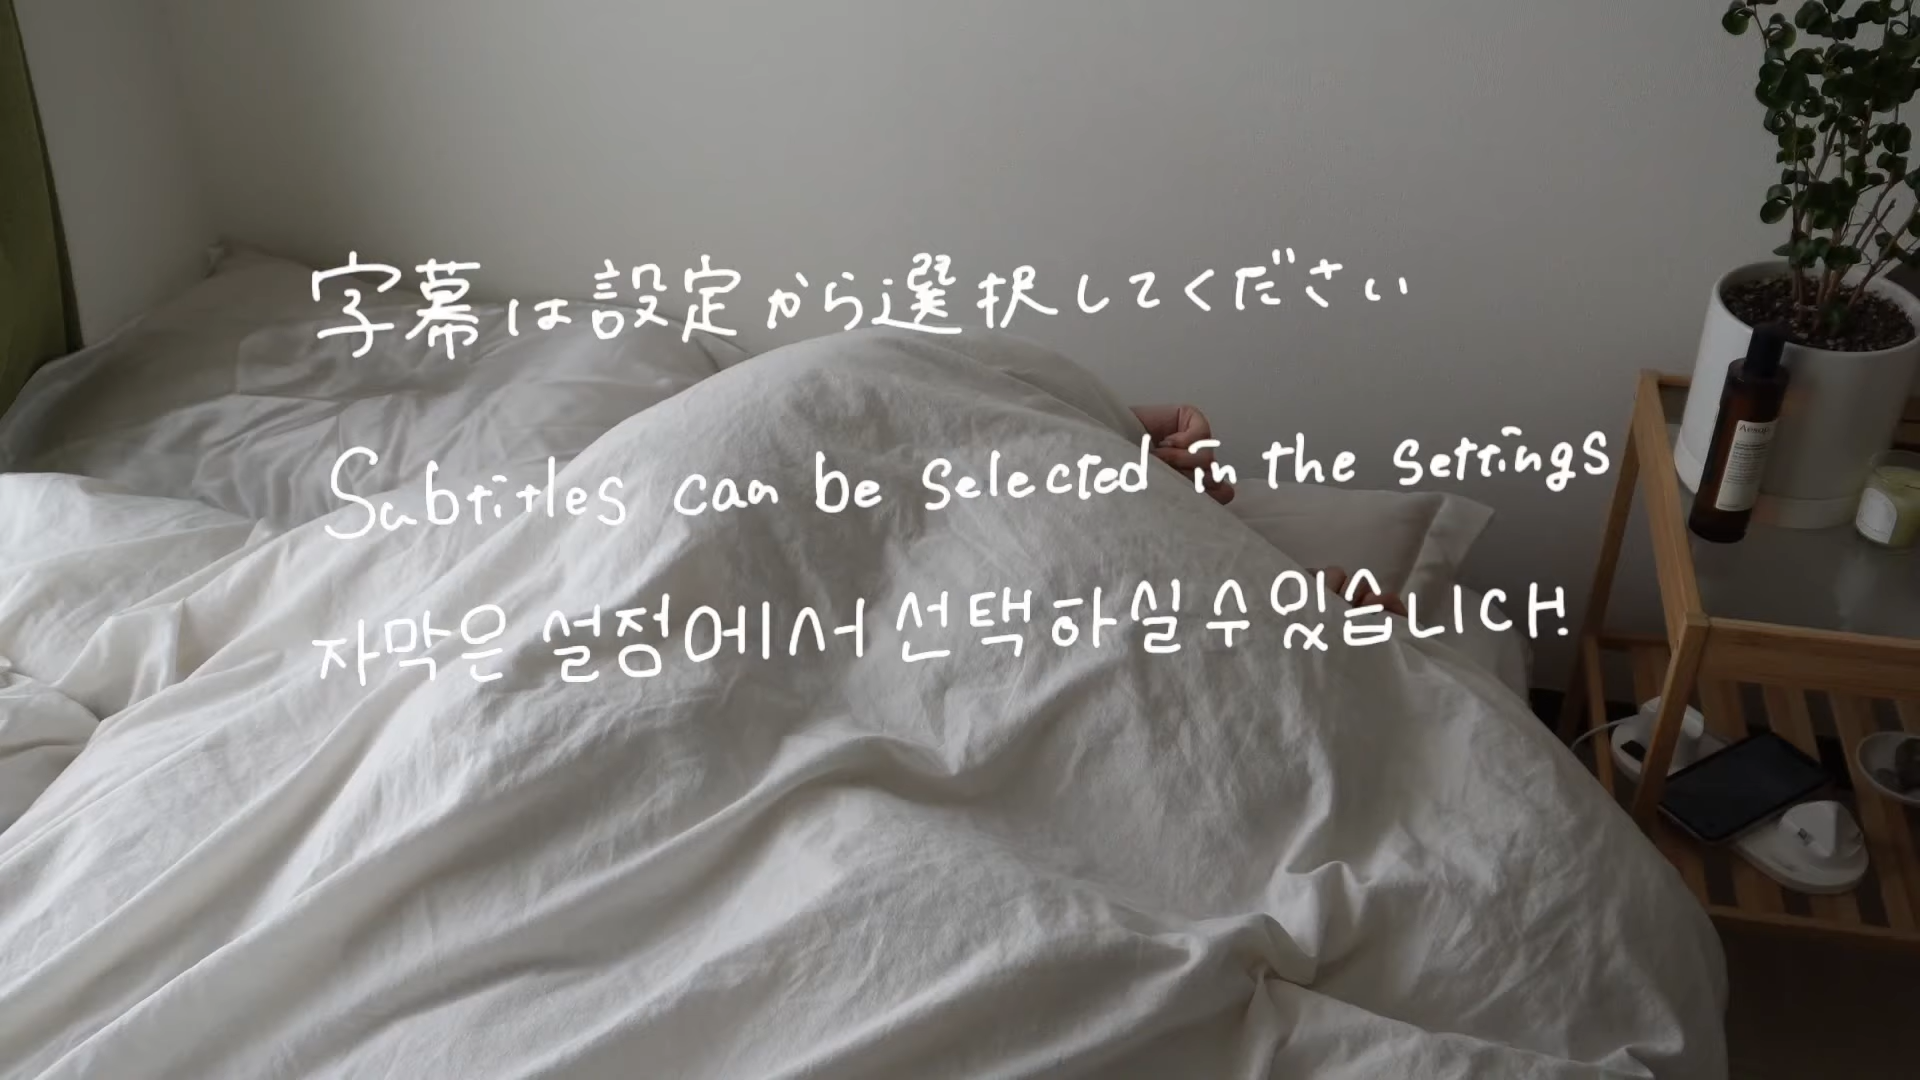 字幕は設定から選択してください
Subtitles can be selected in the settings
자막은 설정에서 선택하실 수 있습니다!
Aesop